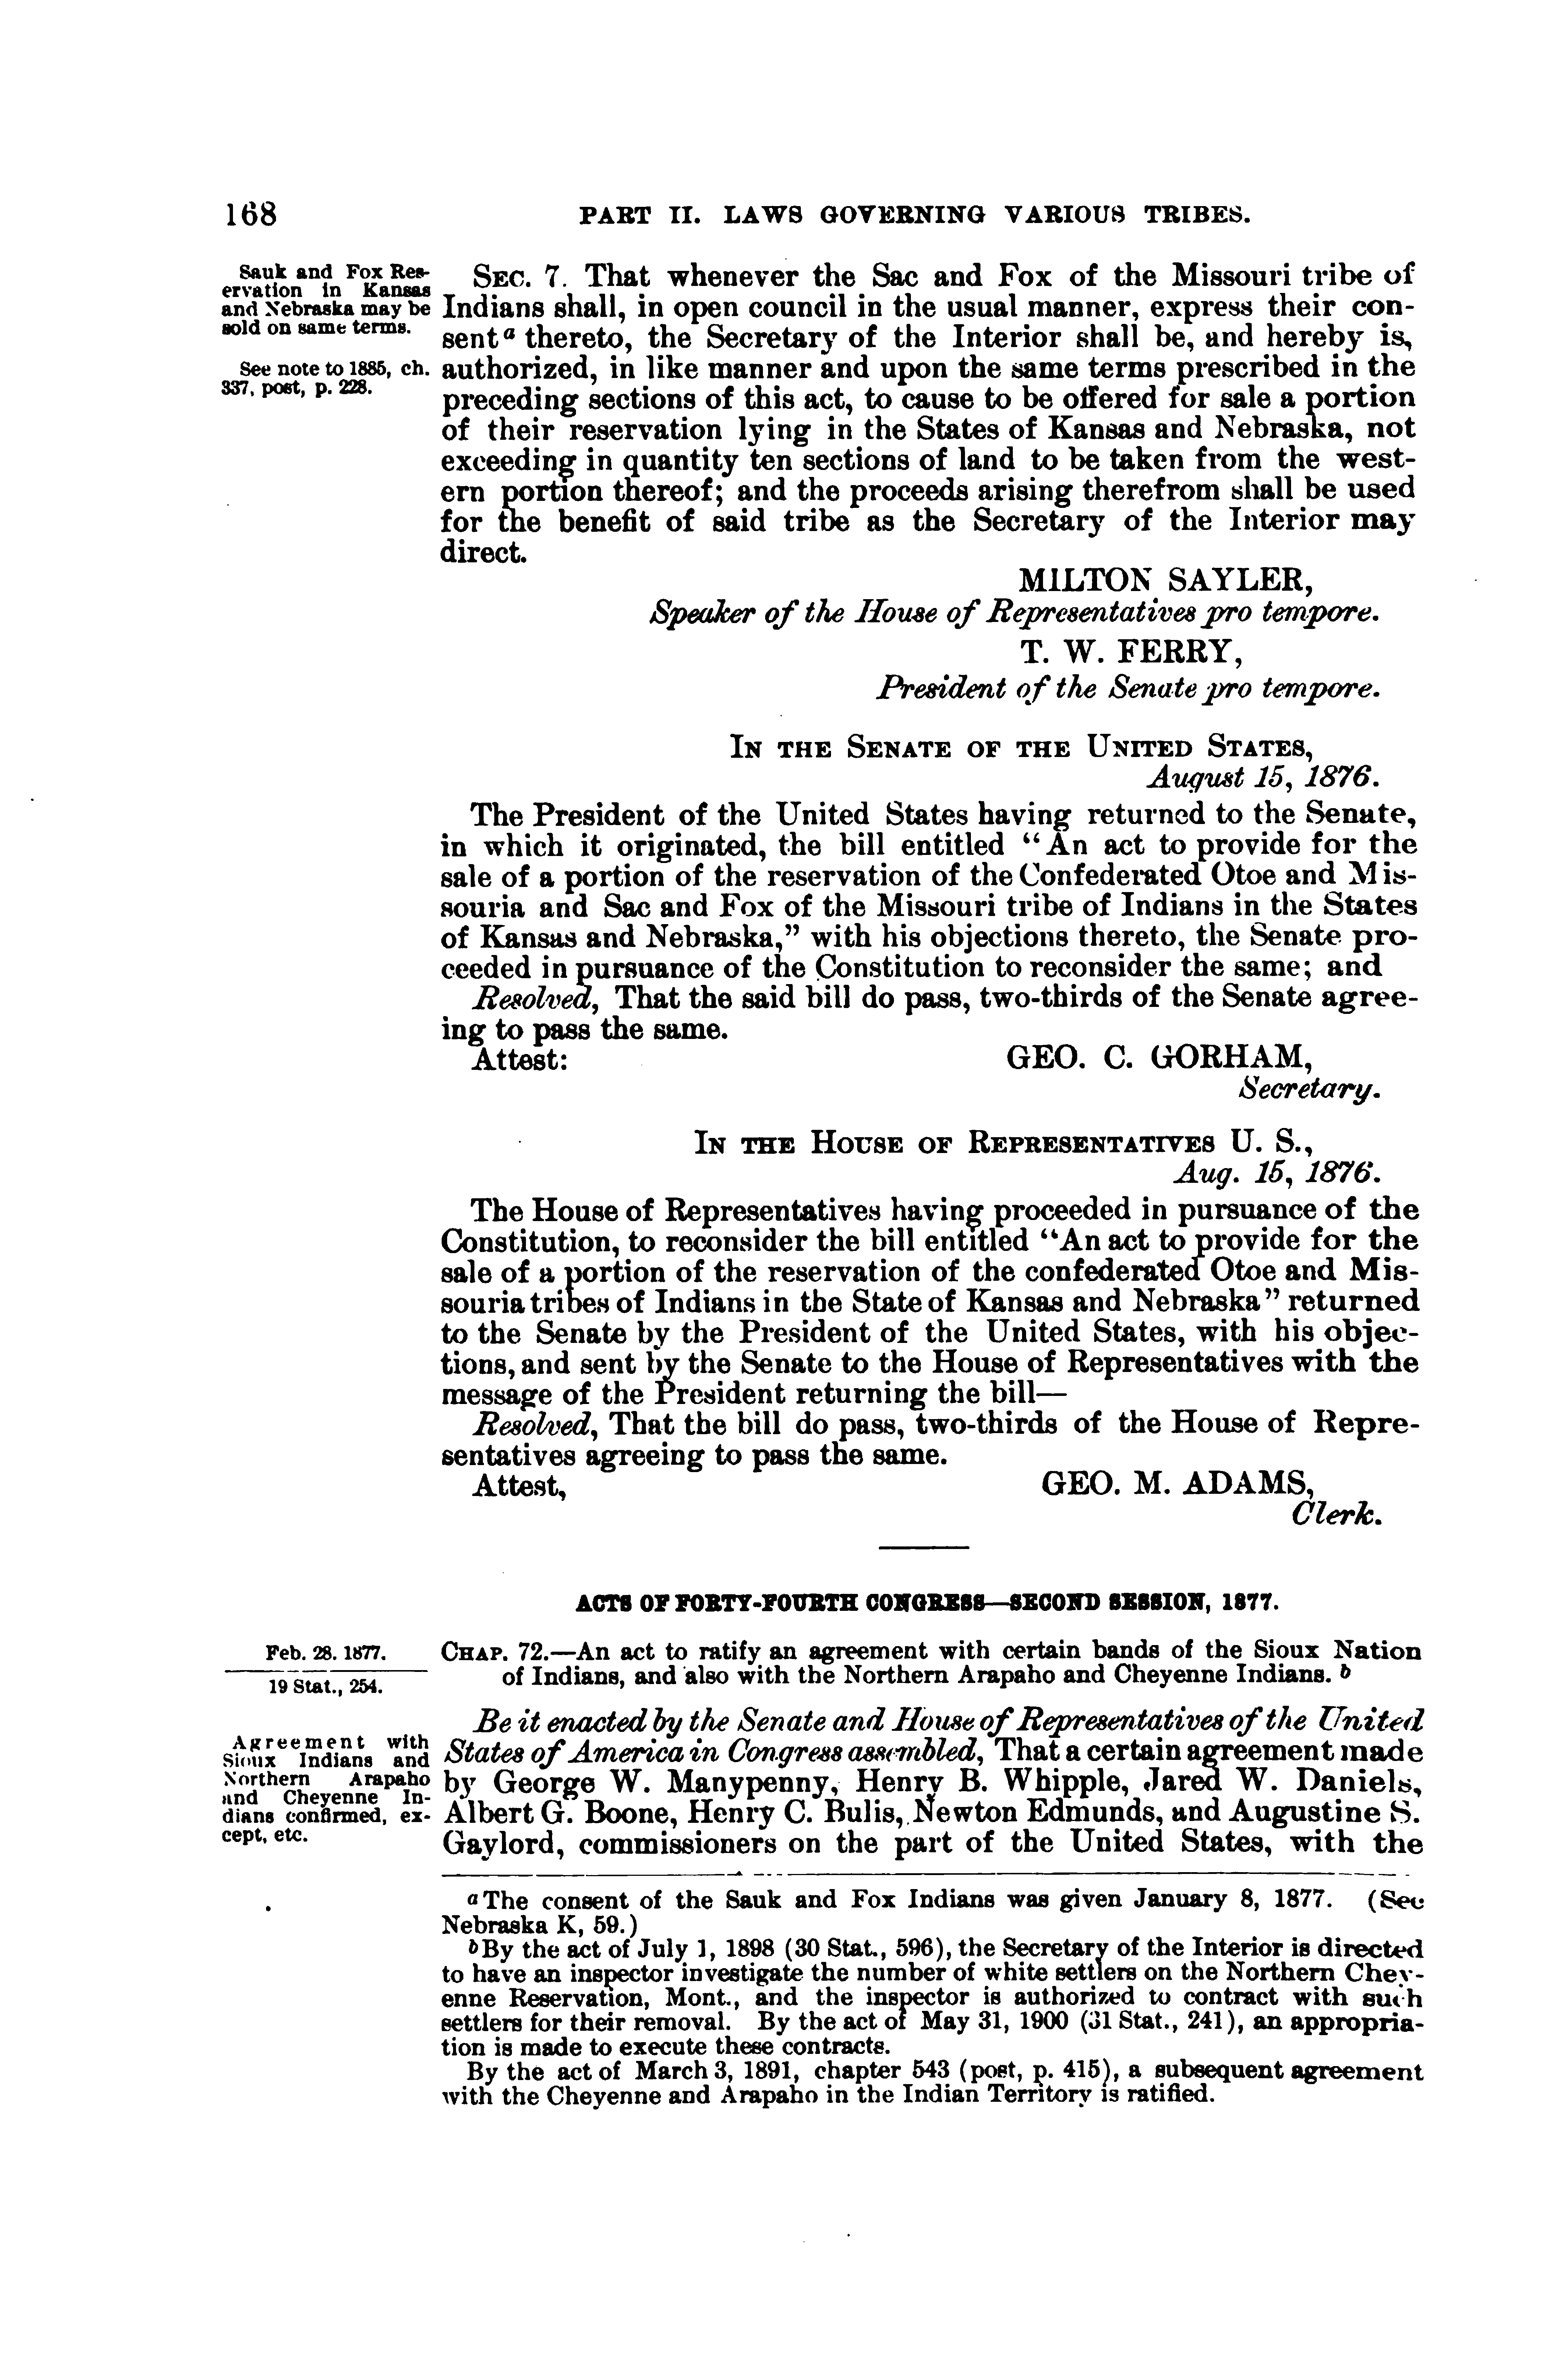 168
PART II. LAWS GOVERNING VARIOUS TRIBES.
Sauk and Fox Res-
ervation in Kansas
and Nebraska may be
sold on same terms.
See note to 1885, ch.
337, post, p. 228.
SEC. 7. That whenever the Sac and Fox of the Missouri tribe of
Indians shall, in open council in the usual manner, express their con-
sent a thereto, the Secretary of the Interior shall be, and hereby is,
authorized, in like manner and upon the same terms prescribed in the
preceding sections of this act, to cause to be offered for sale a portion
of their reservation lying in the States of Kansas and Nebraska, not
exceeding in quantity ten sections of land to be taken from the west-
ern portion thereof; and the proceeds arising therefrom shall be used
for the benefit of said tribe as the Secretary of the Interior may
direct.
MILTON SAYLER,
Speaker of the House of Representatives pro tempore.
T. W. FERRY,
President of the Senate pro tempore.
IN THE SENATE OF THE UNITED STATES,
August 15, 1876.
The President of the United States having returned to the Senate,
in which it originated, the bill entitled "An act to provide for the
sale of a portion of the reservation of the Confederated Otoe and Mis-
souria and Sac and Fox of the Missouri tribe of Indians in the States
of Kansas and Nebraska," with his objections thereto, the Senate pro-
ceeded in pursuance of the Constitution to reconsider the same; and
Resolved, That the said bill do pass, two-thirds of the Senate agree-
ing to pass the same.
Attest: GEO. C. GORHAM,
Secretary.
IN THE HOUSE OF REPRESENTATIVES U. S.,
Aug. 15, 1876.
The House of Representatives having proceeded in pursuance of the
Constitution, to reconsider the bill entitled "An act to provide for the
sale of a portion of the reservation of the confederated Otoe and Mis-
souria tribes of Indians in the State of Kansas and Nebraska" returned
to the Senate by the President of the United States, with his objec-
tions, and sent by the Senate to the House of Representatives with the
message of the President returning the bill—
Resolved, That the bill do pass, two-thirds of the House of Repre-
sentatives agreeing to pass the same.
Attest, GEO. M. ADAMS,
Clerk.
ACTS OF FORTY-FOURTH CONGRESS—SECOND SESSION, 1877.
Feb. 28. 1877.
19 Stat., 254.
CHAP. 72.—An act to ratify an agreement with certain bands of the Sioux Nation
of Indians, and also with the Northern Arapaho and Cheyenne Indians. b
Agreement with
Sioux Indians and
Northern Arapaho
and Cheyenne In-
dians confirmed, ex-
cept, etc.
Be it enacted by the Senate and House of Representatives of the United
States of America in Congress assembled, That a certain agreement made
by George W. Manypenny, Henry B. Whipple, Jared W. Daniels,
Albert G. Boone, Henry C. Bulis, Newton Edmunds, and Augustine S.
Gaylord, commissioners on the part of the United States, with the
a The consent of the Sauk and Fox Indians was given January 8, 1877. (See
Nebraska K, 59.)
b By the act of July 1, 1898 (30 Stat., 596), the Secretary of the Interior is directed
to have an inspector investigate the number of white settlers on the Northern Chey-
enne Reservation, Mont., and the inspector is authorized to contract with such
settlers for their removal. By the act of May 31, 1900 (31 Stat., 241), an appropria-
tion is made to execute these contracts.
By the act of March 3, 1891, chapter 543 (post, p. 415), a subsequent agreement
with the Cheyenne and Arapaho in the Indian Territory is ratified.